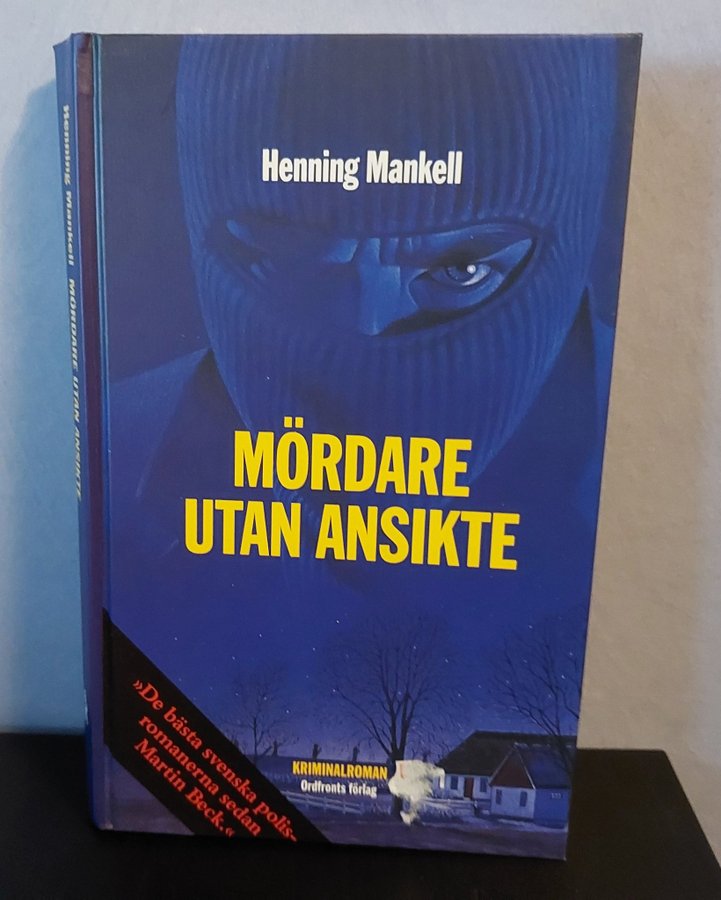 Henning Mankell
MÖRDARE
UTAN ANSIKTE
»De bästa svenska polis-
romanerna sedan
Martin Beck.«
KRIMINALROMAN
Ordfronts förlag
Henning Mankell MÖRDARE UTAN ANSIKTE